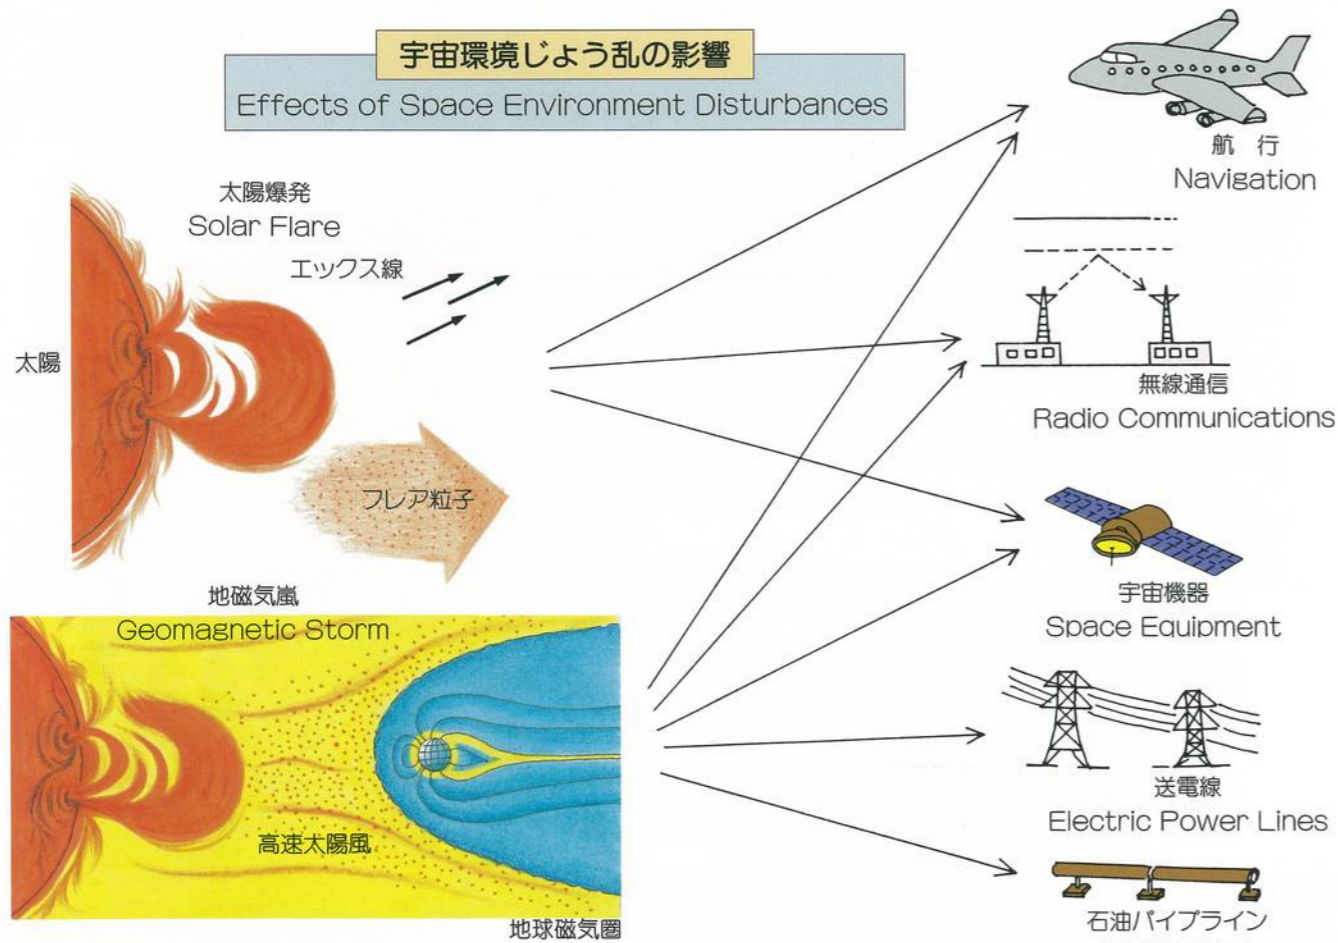 宇宙環境じょう乱の影響
Effects of Space Environment Disturbances
航 行
Navigation
太陽爆発
Solar Flare
エックス線
太陽
フレア粒子
無線通信
Radio Communications
宇宙機器
Space Equipment
地磁気嵐
Geomagnetic Storm
高速太陽風
地球磁気圏
送電線
Electric Power Lines
石油パイプライン